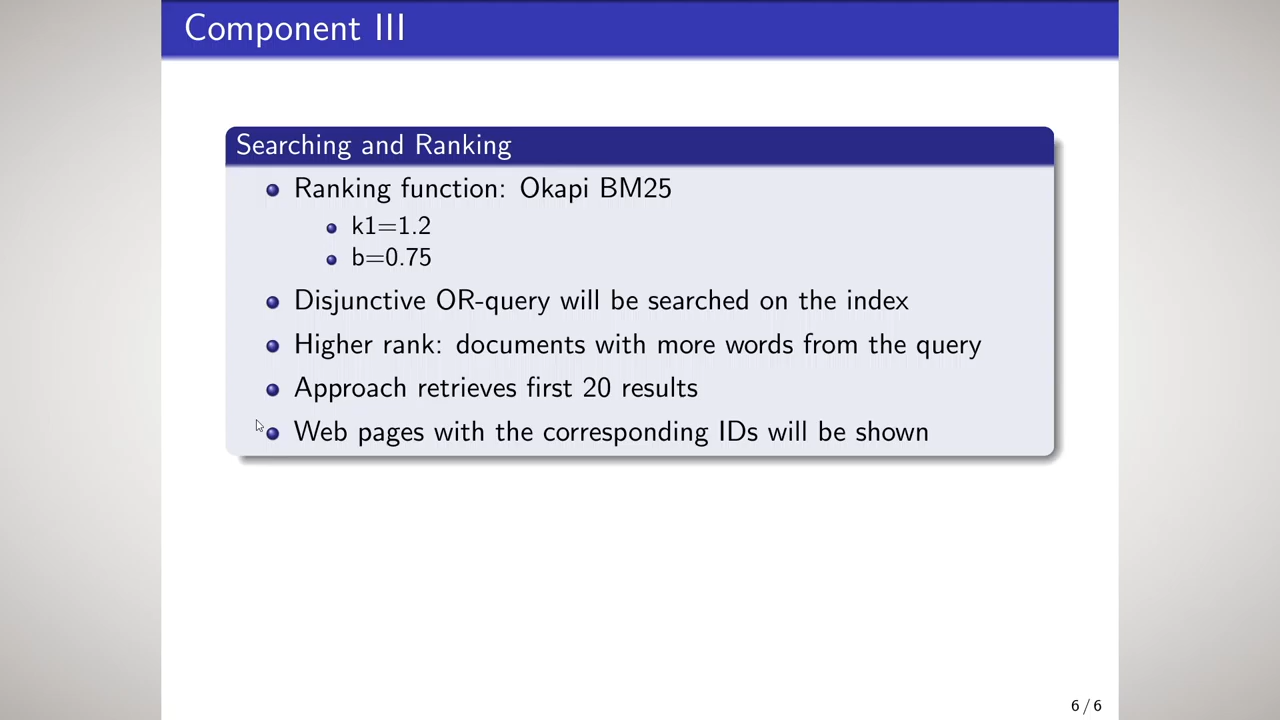 Component III
Searching and Ranking
Ranking function: Okapi BM25
k1=1.2
b=0.75
Disjunctive OR-query will be searched on the index
Higher rank: documents with more words from the query
Approach retrieves first 20 results
Web pages with the corresponding IDs will be shown
6 / 6